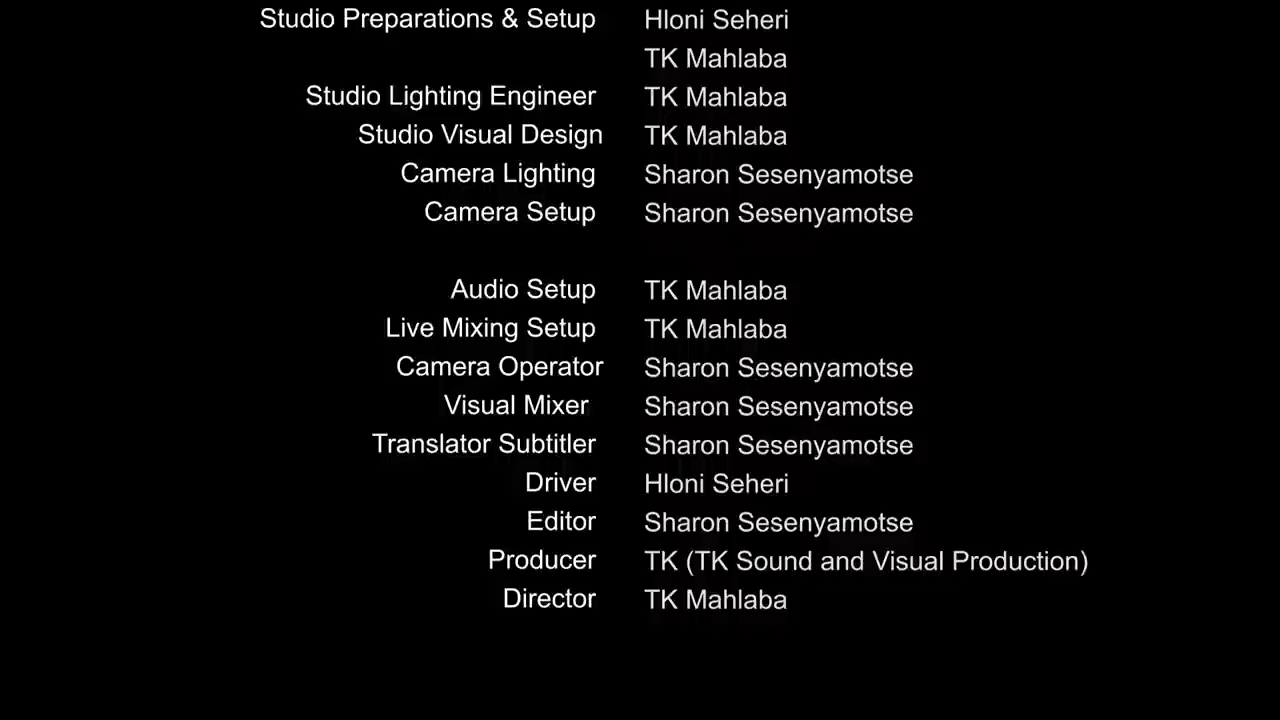 Studio Preparations & Setup Hloni Seheri
TK Mahlaba
Studio Lighting Engineer TK Mahlaba
Studio Visual Design TK Mahlaba
Camera Lighting Sharon Sesenyamotse
Camera Setup Sharon Sesenyamotse
Audio Setup TK Mahlaba
Live Mixing Setup TK Mahlaba
Camera Operator Sharon Sesenyamotse
Visual Mixer Sharon Sesenyamotse
Translator Subtitler Sharon Sesenyamotse
Driver Hloni Seheri
Editor Sharon Sesenyamotse
Producer TK (TK Sound and Visual Production)
Director TK Mahlaba